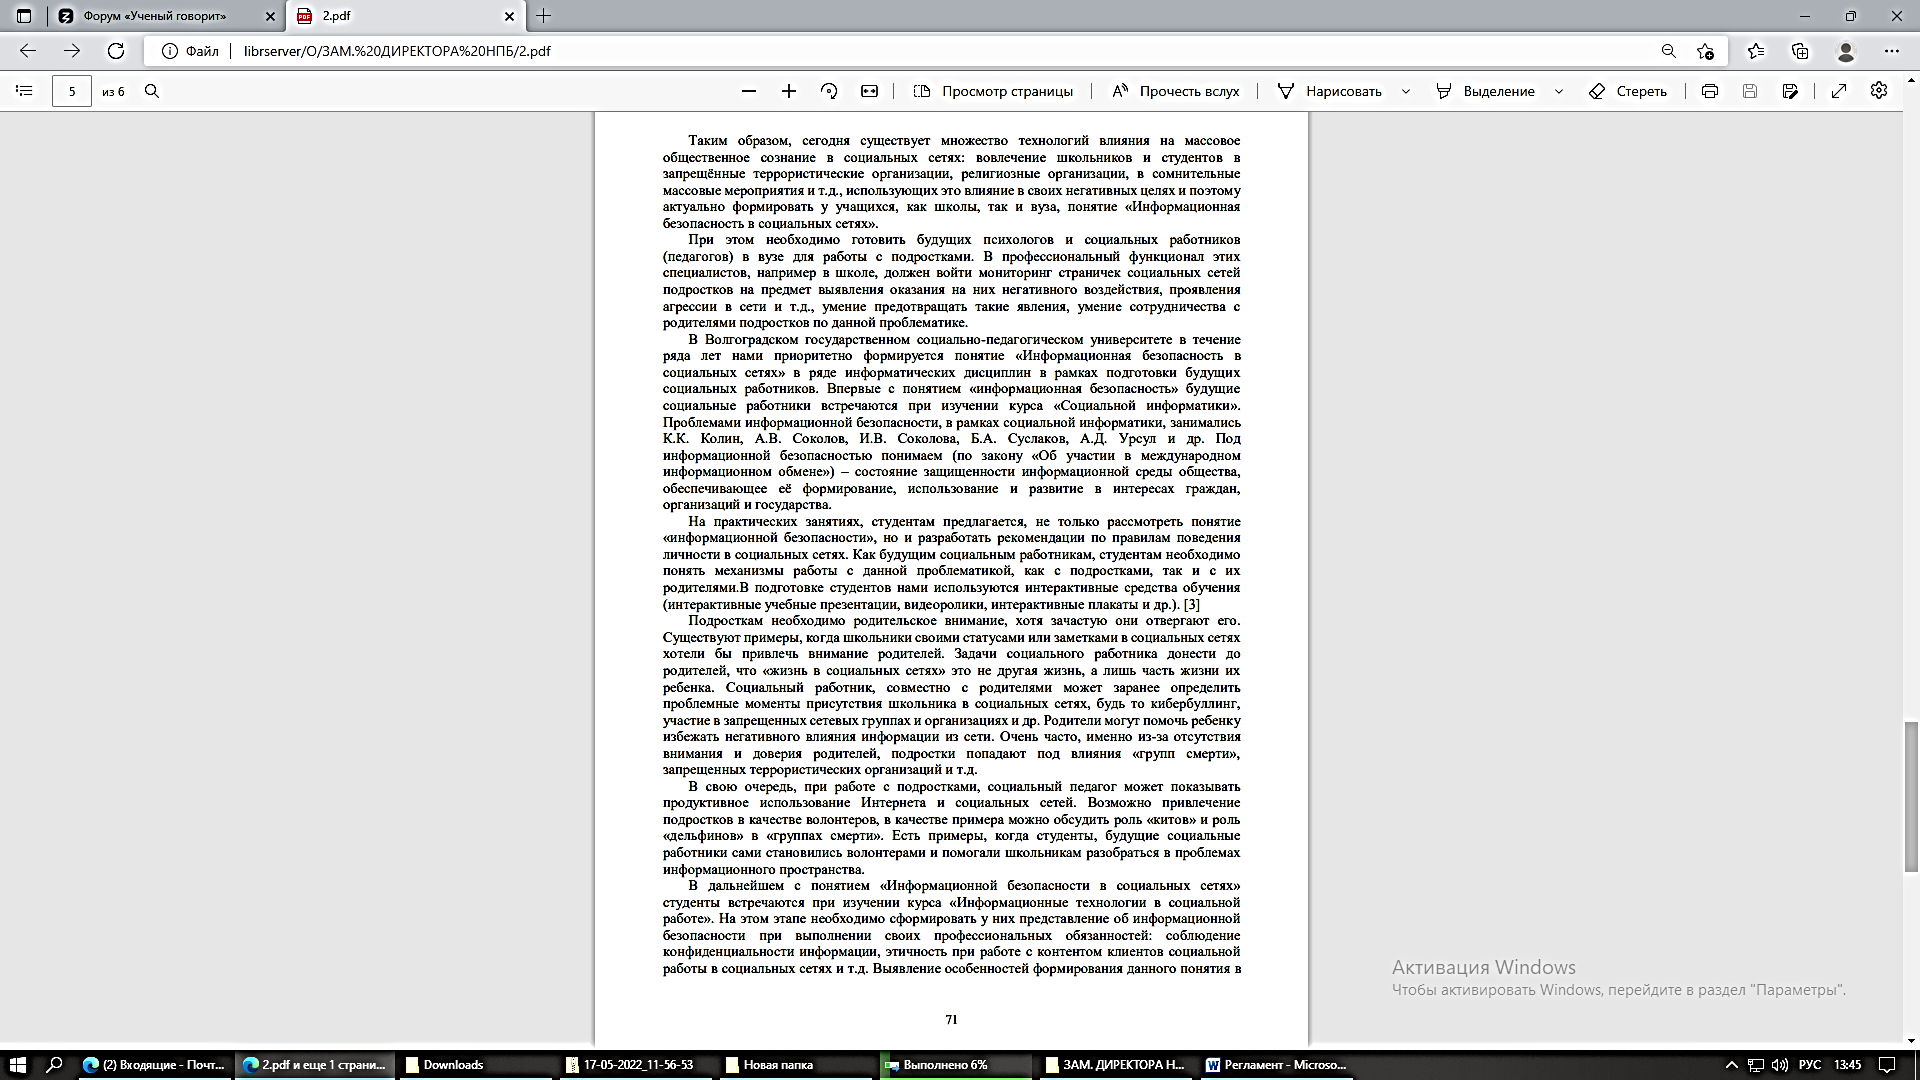 Форум «Ученый говорит»
2.pdf
Файл
librserver/O/ЗАМ.%20ДИРЕКТОРА%20НПБ/2.pdf
5
из 6
Просмотр страницы
Прочесть вслух
Нарисовать
Выделение
Стереть
Таким образом, сегодня существует множество технологий влияния на массовое
общественное сознание в социальных сетях: вовлечение школьников и студентов в
запрещённые террористические организации, религиозные организации, в сомнительные
массовые мероприятия и т.д., использующих это влияние в своих негативных целях и поэтому
актуально формировать у учащихся, как школы, так и вуза, понятие «Информационная
безопасность в социальных сетях».
При этом необходимо готовить будущих психологов и социальных работников
(педагогов) в вузе для работы с подростками. В профессиональный функционал этих
специалистов, например в школе, должен войти мониторинг страничек социальных сетей
подростков на предмет выявления оказания на них негативного воздействия, проявления
агрессии в сети и т.д., умение предотвращать такие явления, умение сотрудничества с
родителями подростков по данной проблематике.
В Волгоградском государственном социально-педагогическом университете в течение
ряда лет нами приоритетно формируется понятие «Информационная безопасность в
социальных сетях» в ряде информатических дисциплин в рамках подготовки будущих
социальных работников. Впервые с понятием «информационная безопасность» будущие
социальные работники встречаются при изучении курса «Социальной информатики».
Проблемами информационной безопасности, в рамках социальной информатики, занимались
К.К. Колин, А.В. Соколов, И.В. Соколова, Б.А. Суслаков, А.Д. Урсул и др. Под
информационной безопасностью понимаем (по закону «Об участии в международном
информационном обмене») – состояние защищенности информационной среды общества,
обеспечивающее её формирование, использование и развитие в интересах граждан,
организаций и государства.
На практических занятиях, студентам предлагается, не только рассмотреть понятие
«информационной безопасности», но и разработать рекомендации по правилам поведения
личности в социальных сетях. Как будущим социальным работникам, студентам необходимо
понять механизмы работы с данной проблематикой, как с подростками, так и с их
родителями.В подготовке студентов нами используются интерактивные средства обучения
(интерактивные учебные презентации, видеоролики, интерактивные плакаты и др.). [3]
Подросткам необходимо родительское внимание, хотя зачастую они отвергают его.
Существуют примеры, когда школьники своими статусами или заметками в социальных сетях
хотели бы привлечь внимание родителей. Задачи социального работника донести до
родителей, что «жизнь в социальных сетях» это не другая жизнь, а лишь часть жизни их
ребенка. Социальный работник, совместно с родителями может заранее определить
проблемные моменты присутствия школьника в социальных сетях, будь то кибербуллинг,
участие в запрещенных сетевых группах и организациях и др. Родители могут помочь ребенку
избежать негативного влияния информации из сети. Очень часто, именно из-за отсутствия
внимания и доверия родителей, подростки попадают под влияния «групп смерти»,
запрещенных террористических организаций и т.д.
В свою очередь, при работе с подростками, социальный педагог может показывать
продуктивное использование Интернета и социальных сетей. Возможно привлечение
подростков в качестве волонтеров, в качестве примера можно обсудить роль «китов» и роль
«дельфинов» в «группах смерти». Есть примеры, когда студенты, будущие социальные
работники сами становились волонтерами и помогали школьникам разобраться в проблемах
информационного пространства.
В дальнейшем с понятием «Информационной безопасности в социальных сетях»
студенты встречаются при изучении курса «Информационные технологии в социальной
работе». На этом этапе необходимо сформировать у них представление об информационной
безопасности при выполнении своих профессиональных обязанностей: соблюдение
конфиденциальности информации, этичность при работе с контентом клиентов социальной
работы в социальных сетях и т.д. Выявление особенностей формирования данного понятия в
71
Активация Windows
Чтобы активировать Windows, перейдите в раздел "Параметры".
(2) Входящие - Почт...
2.pdf и еще 1 страни...
Downloads
17-05-2022_11-56-53
Новая папка
Выполнено 6%
ЗАМ. ДИРЕКТОРА Н...
Регламент - Microso...
РУС
13:45